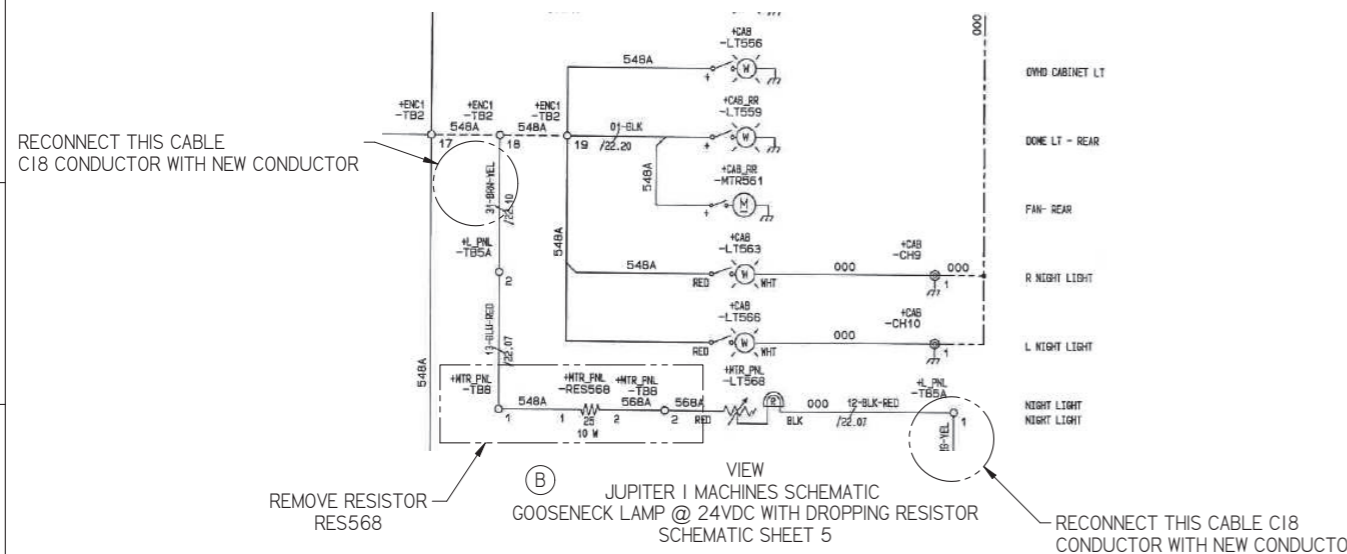 000
+CAB
-LT556
548A
+
W
OVHD CABINET LT
+ENC1
-TB2
+ENC1
-TB2
+ENC1
-TB2
+CAB_RR
-LT559
548A
548A
01-BLK
17
18
19
/22.20
+
W
DOME LT - REAR
RECONNECT THIS CABLE
C18 CONDUCTOR WITH NEW CONDUCTOR
+CAB_RR
-MTR561
548A
31-BRN-YEL
/22.10
+
M
FAN- REAR
+L_PNL
-TB5A
2
548A
+CAB
-LT563
548A
RED
W
WHT
000
+CAB
-CH9
000
1
R NIGHT LIGHT
+CAB
-LT566
RED
W
WHT
000
+CAB
-CH10
1
L NIGHT LIGHT
13-BLU-RED
/22.07
548A
+MTR_PNL
-TB8
+MTR_PNL
-RES568
+MTR_PNL
-TB8
+MTR_PNL
-LT568
+L_PNL
-TB5A
1
548A
1
25
10 W
2
568A
2
568A
RED
R
BLK
000
12-BLK-RED
/22.07
1
NIGHT LIGHT
NIGHT LIGHT
REMOVE RESISTOR
RES568
B
VIEW
JUPITER I MACHINES SCHEMATIC
GOOSENECK LAMP @ 24VDC WITH DROPPING RESISTOR
SCHEMATIC SHEET 5
RECONNECT THIS CABLE C18
CONDUCTOR WITH NEW CONDUCTO